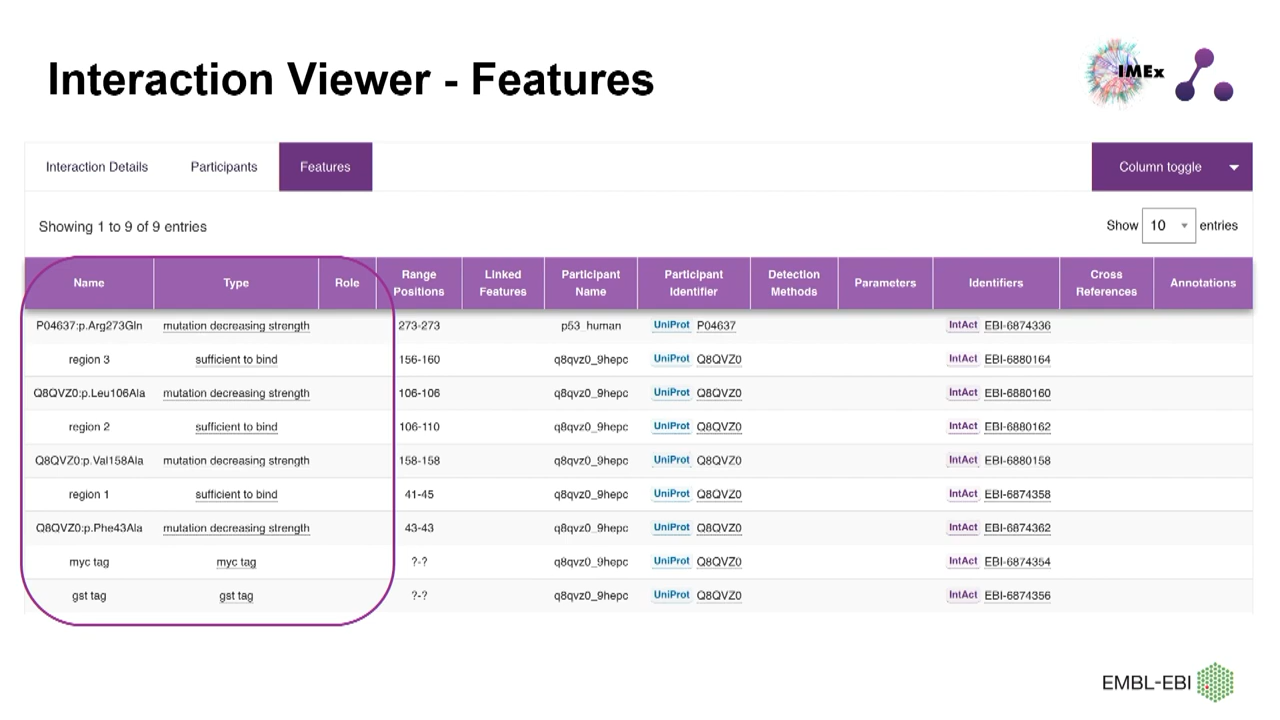 Interaction Viewer - Features
IMEx
Interaction Details Participants Features Column toggle
Showing 1 to 9 of 9 entries Show 10 entries
Name Type Role Range Positions Linked Features Participant Name Participant Identifier Detection Methods Parameters Identifiers Cross References Annotations
P04637:p.Arg273Gln mutation decreasing strength 273-273 p53_human UniProt P04637 IntAct EBI-6874336
region 3 sufficient to bind 156-160 q8qvz0_9hepc UniProt Q8QVZ0 IntAct EBI-6880164
Q8QVZ0:p.Leu106Ala mutation decreasing strength 106-106 q8qvz0_9hepc UniProt Q8QVZ0 IntAct EBI-6880160
region 2 sufficient to bind 106-110 q8qvz0_9hepc UniProt Q8QVZ0 IntAct EBI-6880162
Q8QVZ0:p.Val158Ala mutation decreasing strength 158-158 q8qvz0_9hepc UniProt Q8QVZ0 IntAct EBI-6880158
region 1 sufficient to bind 41-45 q8qvz0_9hepc UniProt Q8QVZ0 IntAct EBI-6874358
Q8QVZ0:p.Phe43Ala mutation decreasing strength 43-43 q8qvz0_9hepc UniProt Q8QVZ0 IntAct EBI-6874362
myc tag myc tag ?-? q8qvz0_9hepc UniProt Q8QVZ0 IntAct EBI-6874354
gst tag gst tag ?-? q8qvz0_9hepc UniProt Q8QVZ0 IntAct EBI-6874356
EMBL-EBI